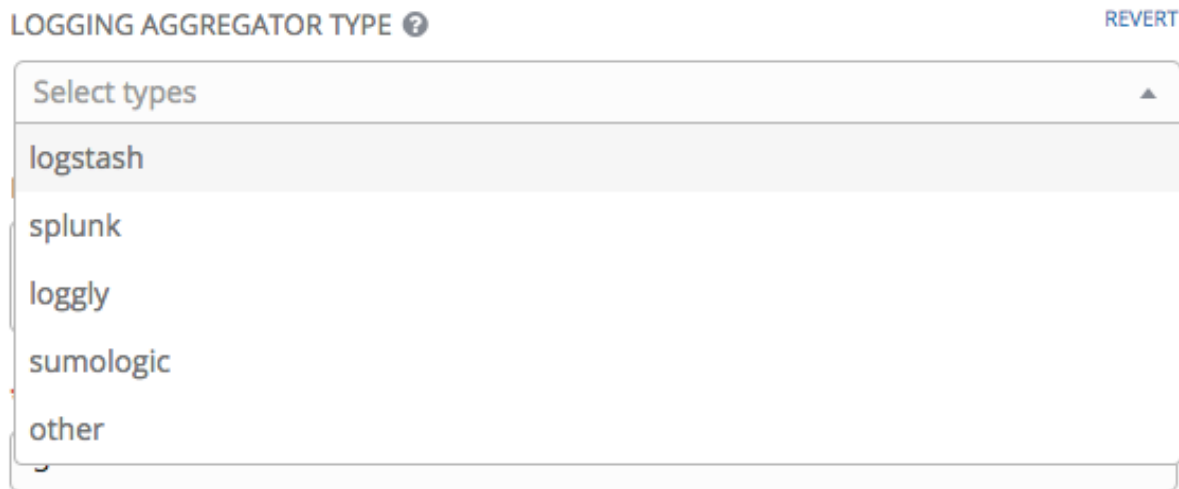 LOGGING AGGREGATOR TYPE ?
REVERT
Select types
logstash
splunk
loggly
sumologic
other